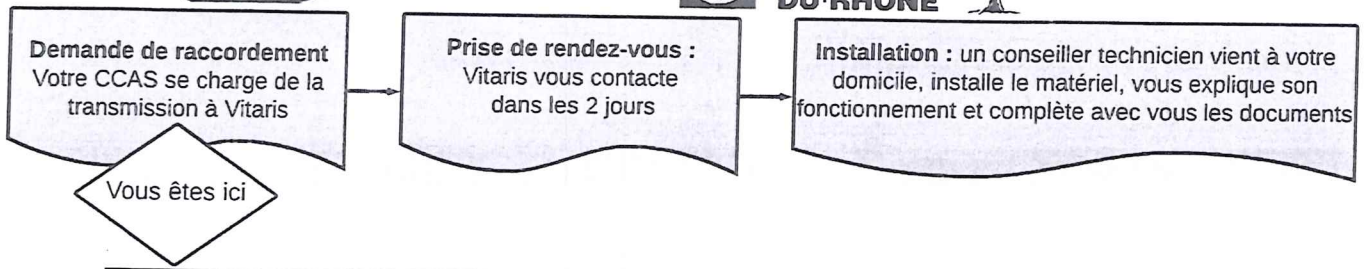 DU·RHÔNE
Demande de raccordement
Votre CCAS se charge de la
transmission à Vitaris
Vous êtes ici
Prise de rendez-vous :
Vitaris vous contacte
dans les 2 jours
Installation : un conseiller technicien vient à votre
domicile, installe le matériel, vous explique son
fonctionnement et complète avec vous les documents